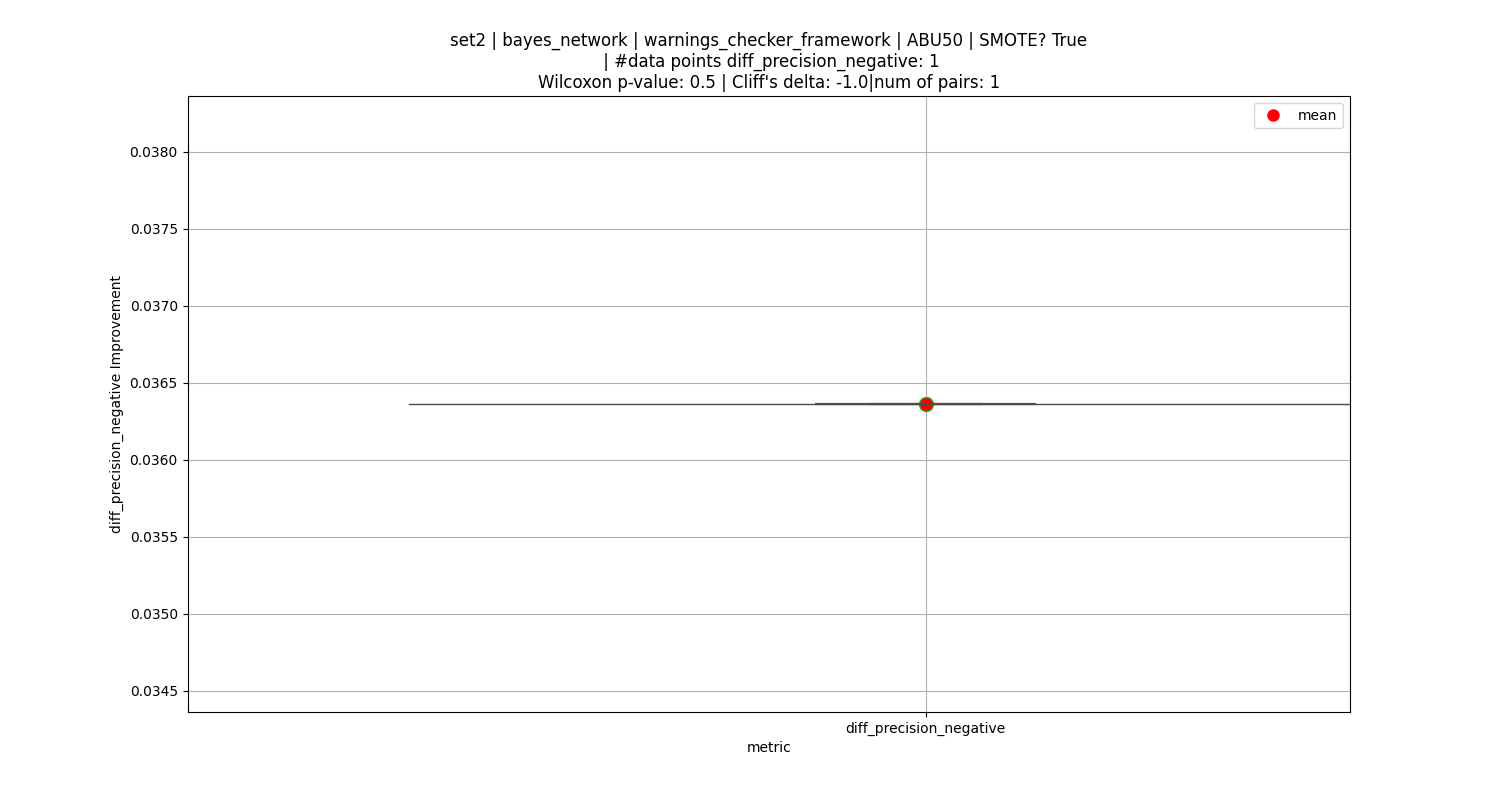 set2 | bayes_network | warnings_checker_framework | ABU50 | SMOTE? True
| #data points diff_precision_negative: 1
Wilcoxon p-value: 0.5 | Cliff's delta: -1.0|num of pairs: 1
mean
0.0380
0.0375
0.0370
0.0365
0.0360
0.0355
0.0350
0.0345
diff_precision_negative Improvement
diff_precision_negative
metric